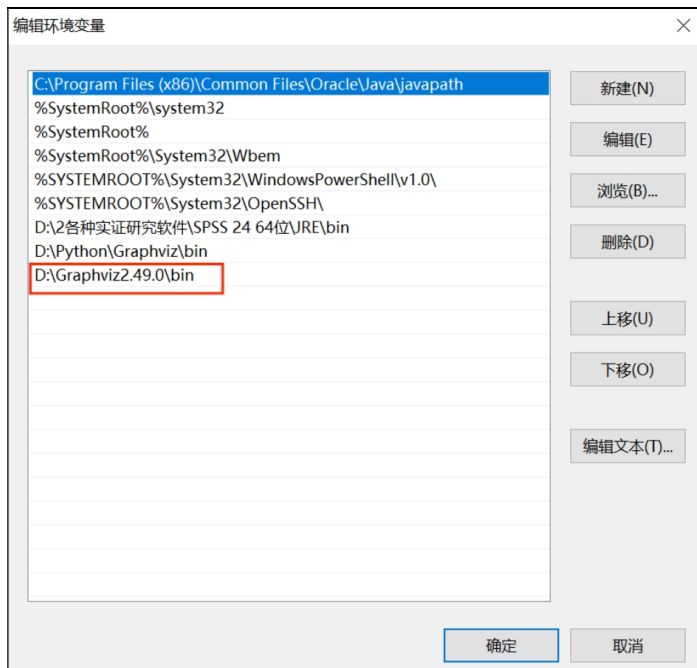 编辑环境变量
C:\Program Files (x86)\Common Files\Oracle\Java\javapath
%SystemRoot%\system32
%SystemRoot%
%SystemRoot%\System32\Wbem
%SYSTEMROOT%\System32\WindowsPowerShell\v1.0\
%SYSTEMROOT%\System32\OpenSSH\
D:\2各种实证研究软件\SPSS 24 64位\JRE\bin
D:\Python\Graphviz\bin
D:\Graphviz2.49.0\bin
新建(N)
编辑(E)
浏览(B)...
删除(D)
上移(U)
下移(O)
编辑文本(T)...
确定
取消